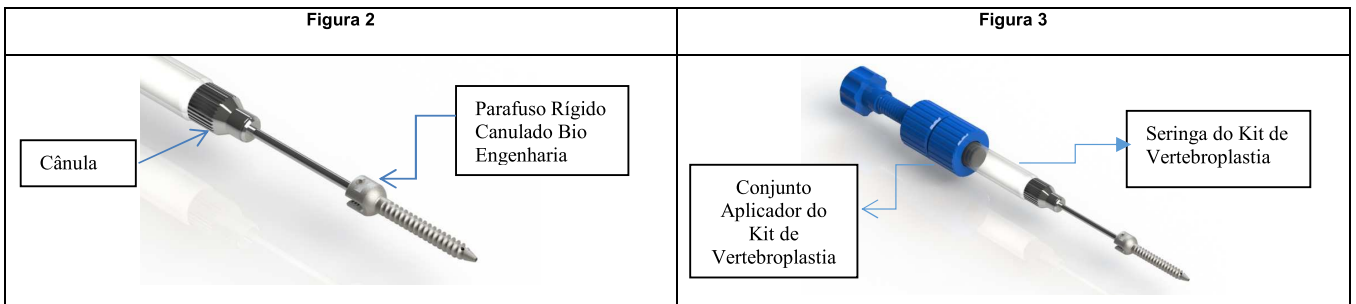 Figura 2
Figura 3
Cânula
Parafuso Rígido
Canulado Bio
Engenharia
Conjunto
Aplicador do
Kit de
Vertebroplastia
Seringa do Kit de
Vertebroplastia